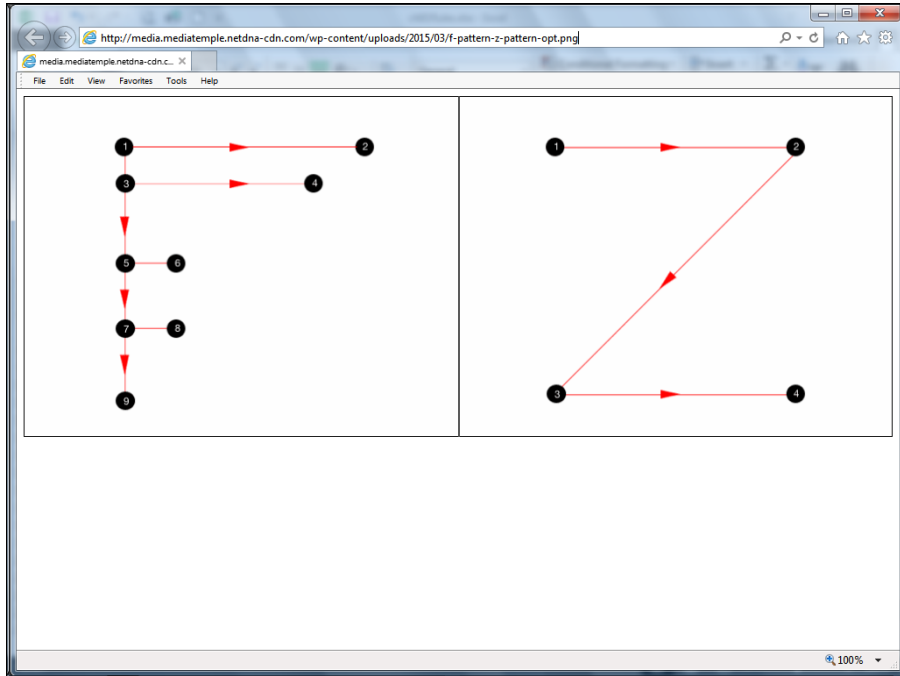 http://media.mediatemple.netdna-cdn.com/wp-content/uploads/2015/03/f-pattern-z-pattern-opt.png
media.mediatemple.netdna-cdn.c...
File Edit View Favorites Tools Help
1 2 1 2
3 4
5 6
7 8
3 4
9
100%